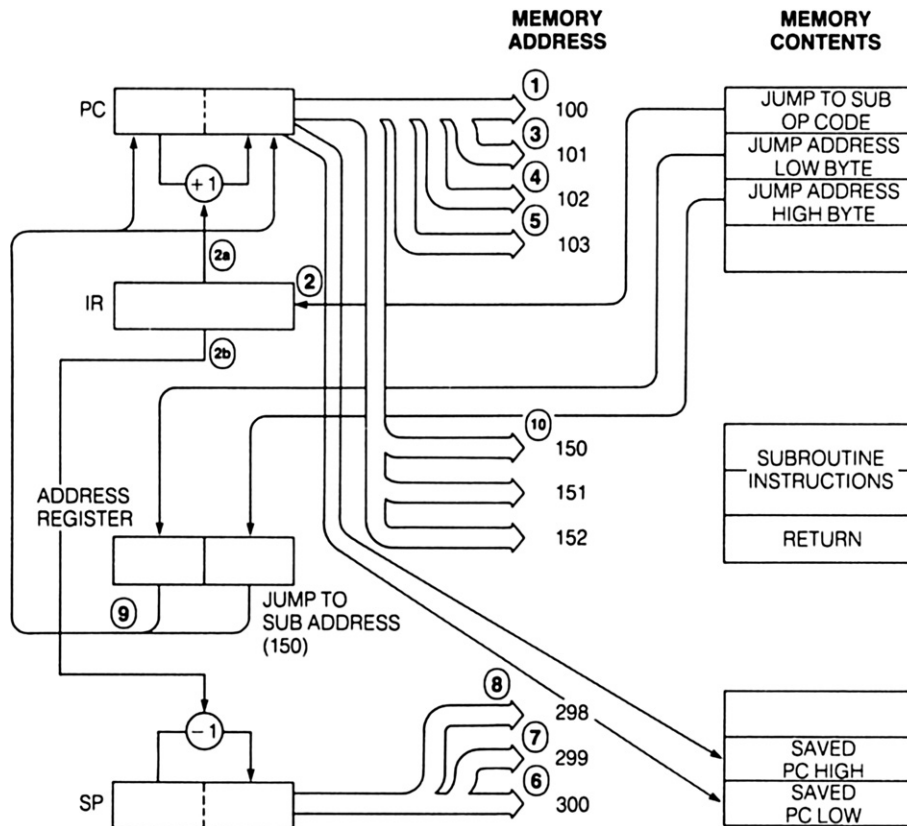 MEMORY ADDRESS
MEMORY CONTENTS
PC
1
100
JUMP TO SUB
OP CODE
3
101
JUMP ADDRESS
LOW BYTE
+1
4
102
JUMP ADDRESS
HIGH BYTE
5
103
2a
2
IR
2b
10
150
SUBROUTINE
INSTRUCTIONS
151
ADDRESS
REGISTER
152
RETURN
9
JUMP TO
SUB ADDRESS
(150)
8
298
-1
7
299
SAVED
PC HIGH
6
SP
300
SAVED
PC LOW